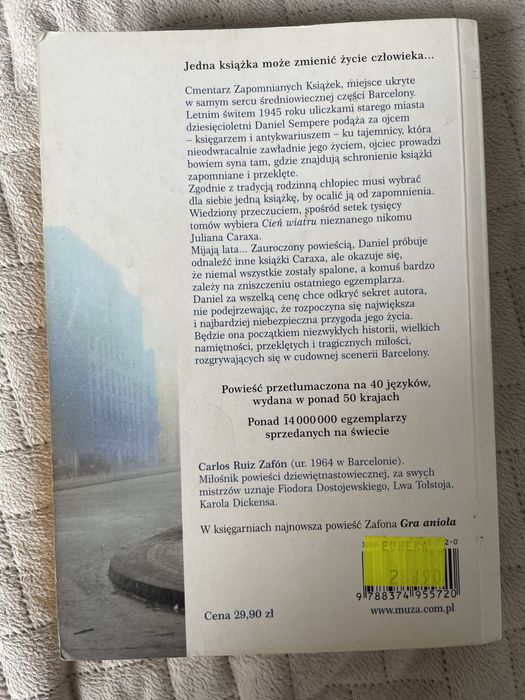 Jedna książka może zmienić życie człowieka...
Cmentarz Zapomnianych Książek, miejsce ukryte
w samym sercu średniowiecznej części Barcelony.
Letnim świtem 1945 roku uliczkami starego miasta
dziesięcioletni Daniel Sempere podąża za ojcem
– księgarzem i antykwariuszem – ku tajemnicy, która
nieodwracalnie zawładnie jego życiem, ojciec prowadzi
bowiem syna tam, gdzie znajdują schronienie książki
zapomniane i przeklęte.
Zgodnie z tradycją rodzinną chłopiec musi wybrać
dla siebie jedną książkę, by ocalić ją od zapomnienia.
Wiedziony przeczuciem, spośród setek tysięcy
tomów wybiera Cień wiatru nieznanego nikomu
Juliana Caraxa.
Mijają lata... Zauroczony powieścią, Daniel próbuje
odnaleźć inne książki Caraxa, ale okazuje się,
że niemal wszystkie zostały spalone, a komuś bardzo
zależy na zniszczeniu ostatniego egzemplarza.
Daniel za wszelką cenę chce odkryć sekret autora,
nie podejrzewając, że rozpoczyna się największa
i najbardziej niebezpieczna przygoda jego życia.
Będzie ona początkiem niezwykłych historii, wielkich
namiętności, przeklętych i tragicznych miłości,
rozgrywających się w cudownej scenerii Barcelony.
Powieść przetłumaczona na 40 języków,
wydana w ponad 50 krajach
Ponad 14 000 000 egzemplarzy
sprzedanych na świecie
Carlos Ruiz Zafón (ur. 1964 w Barcelonie).
Miłośnik powieści dziewiętnastowiecznej, za swych
mistrzów uznaje Fiodora Dostojewskiego, Lwa Tołstoja,
Karola Dickensa.
W księgarniach najnowsza powieść Zafona Gra anioła
2-0
9 788374 955720
Cena 29,90 zł
www.muza.com.pl